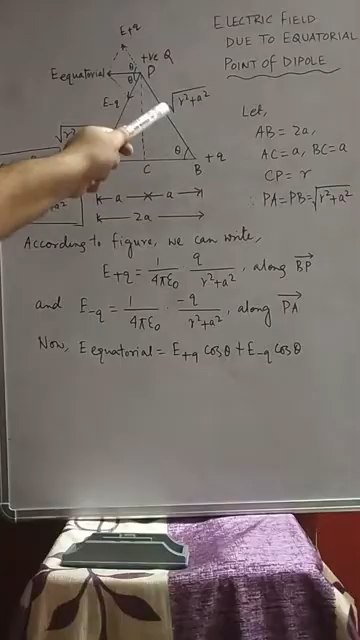 ELECTRIC FIELD
DUE TO EQUATORIAL
POINT OF DIPOLE
E+q
+ve Q
θ
P
Eequatorial
θ
E-q
√r²+a²
θ
+q
C
B
a
a
2a
Let,
AB = 2a,
AC = a, BC = a
CP = r
∴ PA = PB = √r²+a²
According to figure, we can write,
E+q = 1/4πε₀ · q/r²+a², along BP→
and E-q = 1/4πε₀ · -q/r²+a², along PA→
Now, E equatorial = E+q cosθ + E-q cosθ